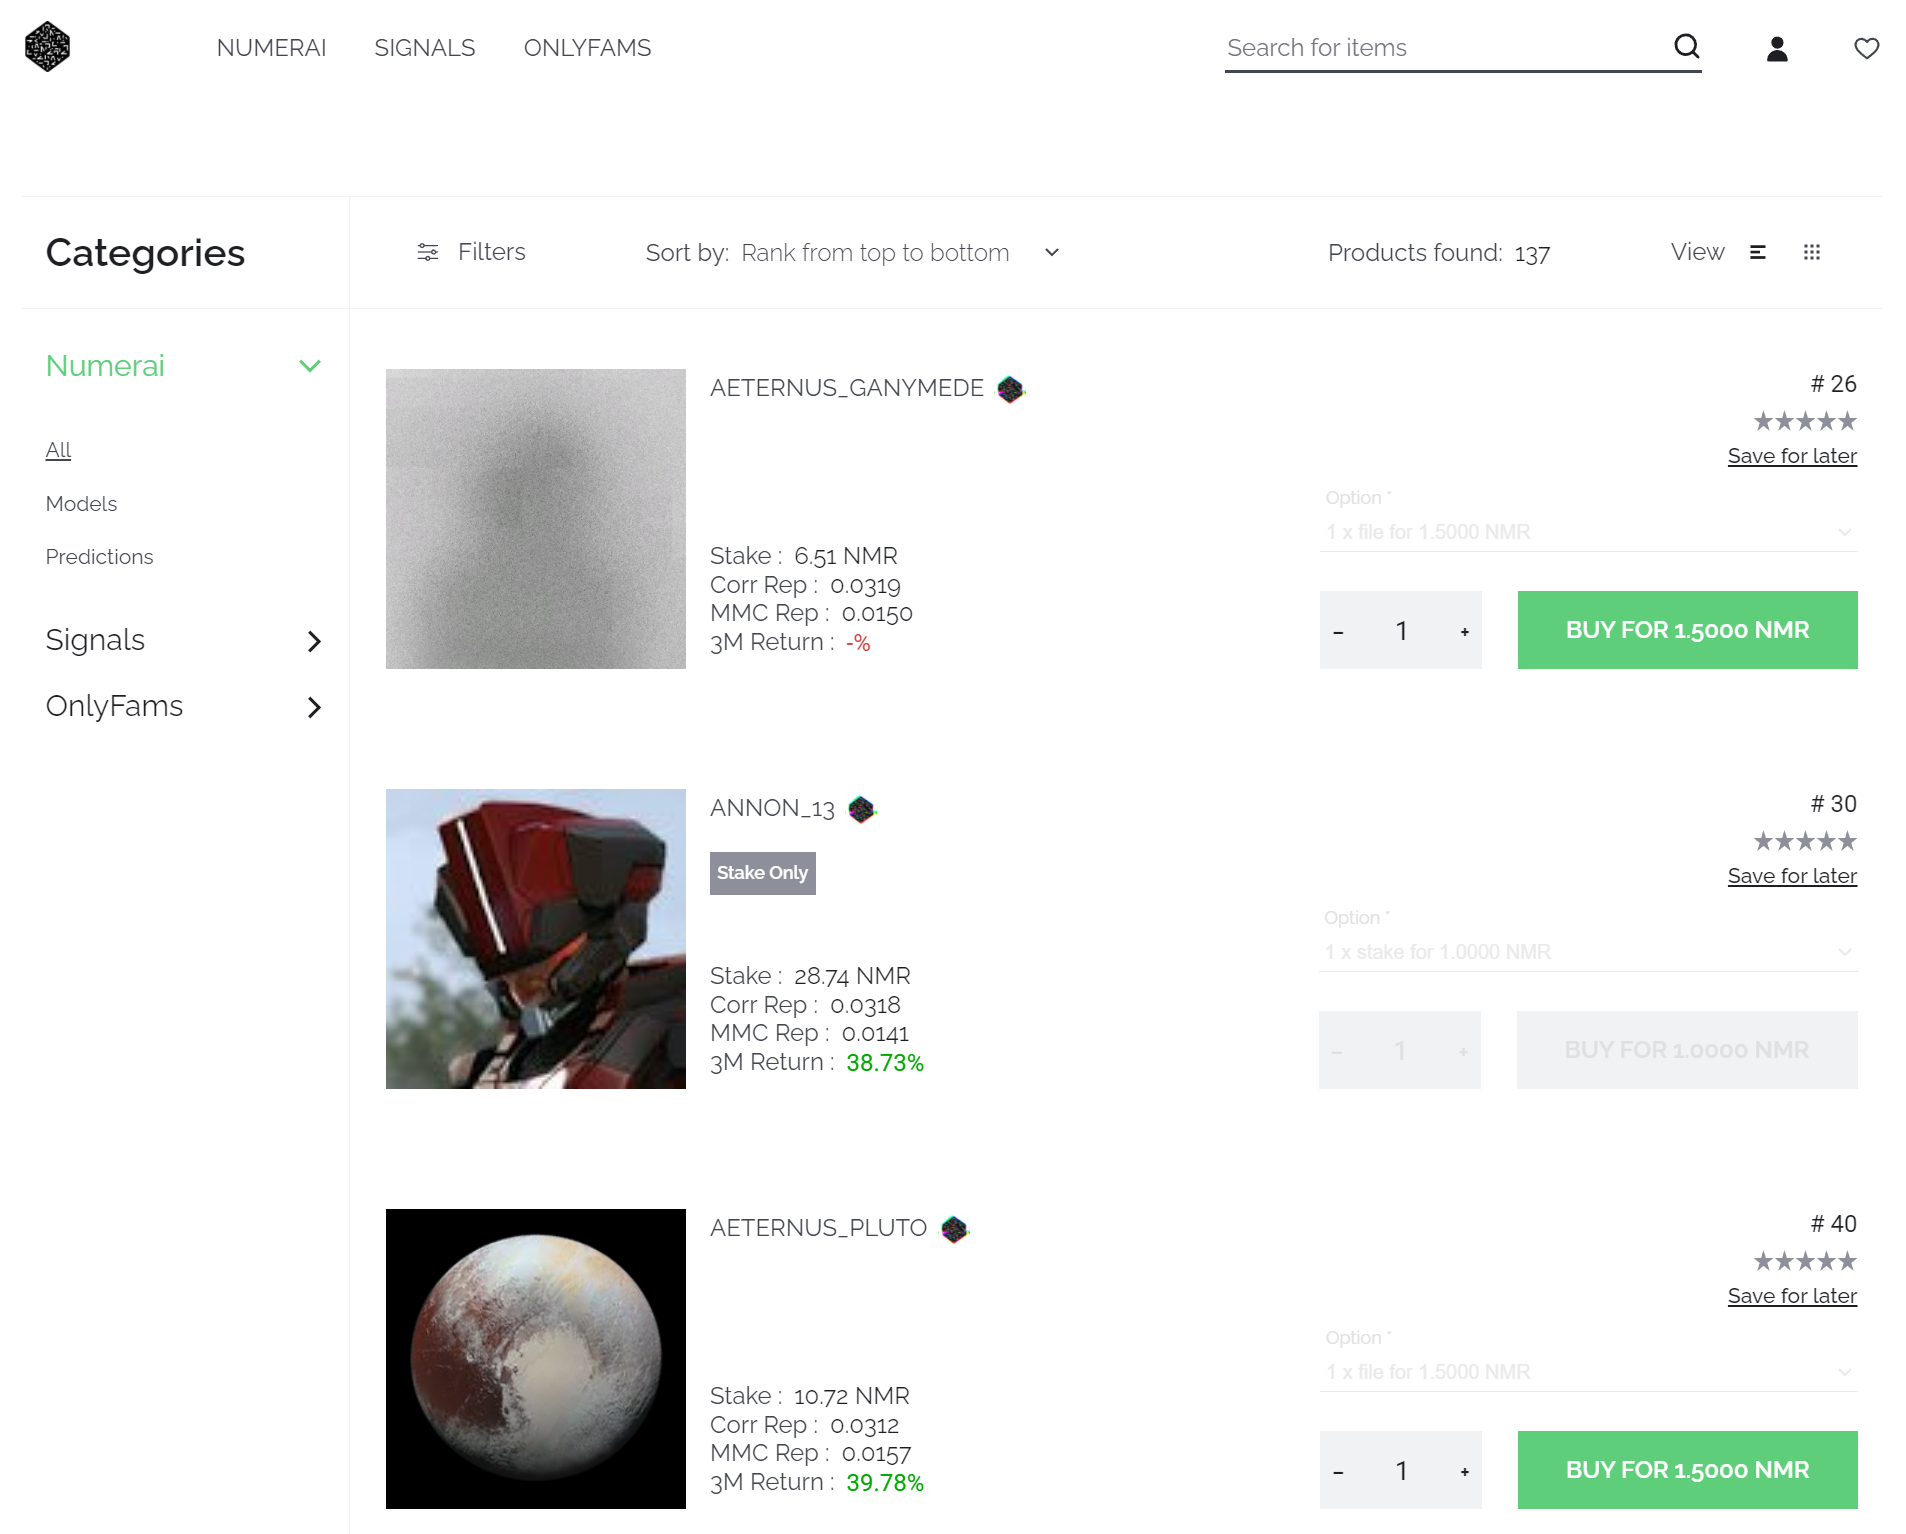 NUMERAI SIGNALS ONLYFAMS Search for items
Categories
Filters Sort by: Rank from top to bottom Products found: 137 View
Numerai
All
Models
Predictions
Signals
OnlyFams
AETERNUS_GANYMEDE
# 26
Save for later
Stake : 6.51 NMR
Corr Rep : 0.0319
MMC Rep : 0.0150
3M Return : -%
Option *
1 x file for 1.5000 NMR
- 1 + BUY FOR 1.5000 NMR
ANNON_13
Stake Only
# 30
Save for later
Stake : 28.74 NMR
Corr Rep : 0.0318
MMC Rep : 0.0141
3M Return : 38.73%
Option *
1 x stake for 1.0000 NMR
- 1 + BUY FOR 1.0000 NMR
AETERNUS_PLUTO
# 40
Save for later
Stake : 10.72 NMR
Corr Rep : 0.0312
MMC Rep : 0.0157
3M Return : 39.78%
Option *
1 x file for 1.5000 NMR
- 1 + BUY FOR 1.5000 NMR